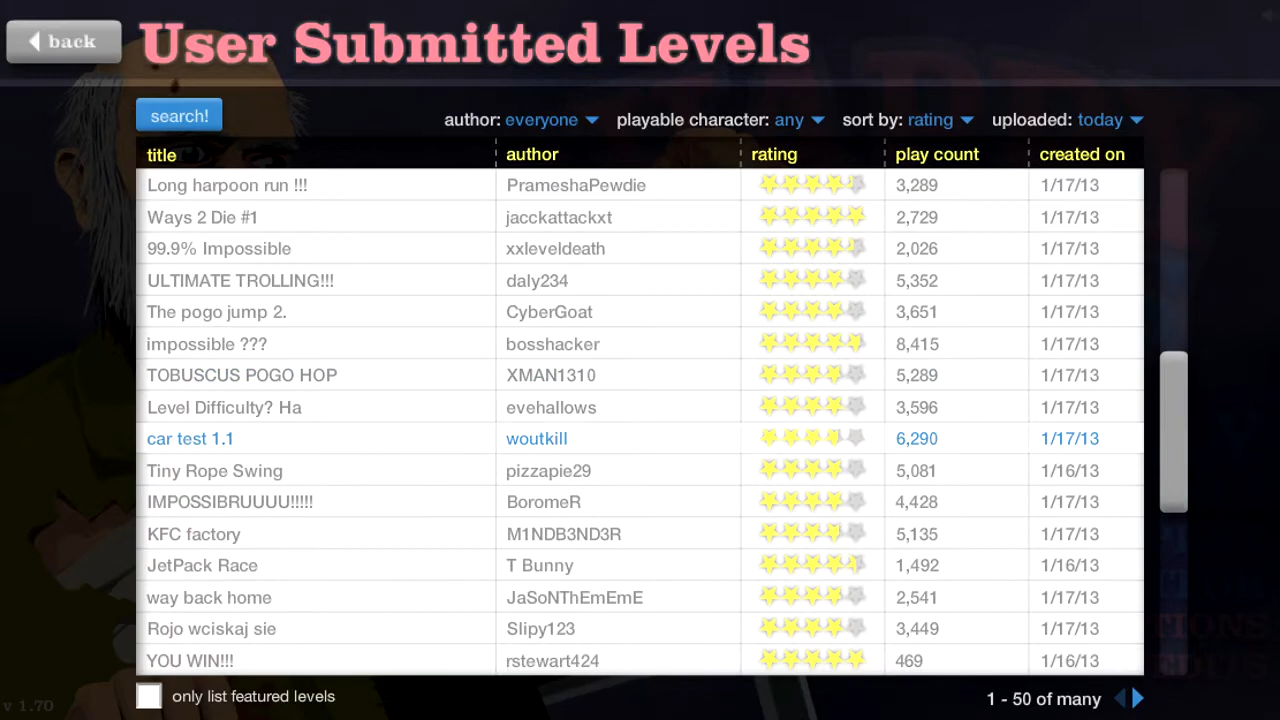 back
User Submitted Levels
search!
author: everyone playable character: any sort by: rating uploaded: today
title author rating play count created on
Long harpoon run !!! PrameshaPewdie 3,289 1/17/13
Ways 2 Die #1 jacckattackxt 2,729 1/17/13
99.9% Impossible xxleveldeath 2,026 1/17/13
ULTIMATE TROLLING!!! daly234 5,352 1/17/13
The pogo jump 2. CyberGoat 3,651 1/17/13
impossible ??? bosshacker 8,415 1/17/13
TOBUSCUS POGO HOP XMAN1310 5,289 1/17/13
Level Difficulty? Ha evehallows 3,596 1/17/13
car test 1.1 woutkill 6,290 1/17/13
Tiny Rope Swing pizzapie29 5,081 1/16/13
IMPOSSIBRUUUU!!!!! BoromeR 4,428 1/17/13
KFC factory M1NDB3ND3R 5,135 1/17/13
JetPack Race T Bunny 1,492 1/16/13
way back home JaSoNThEmEmE 2,541 1/17/13
Rojo wciskaj sie Slipy123 3,449 1/17/13
YOU WIN!!! rstewart424 469 1/16/13
only list featured levels
1 - 50 of many
v 1.70